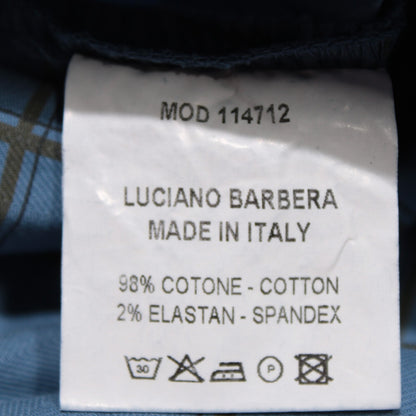 MOD 114712
LUCIANO BARBERA
MADE IN ITALY
98% COTONE - COTTON
2% ELASTAN - SPANDEX
30 P